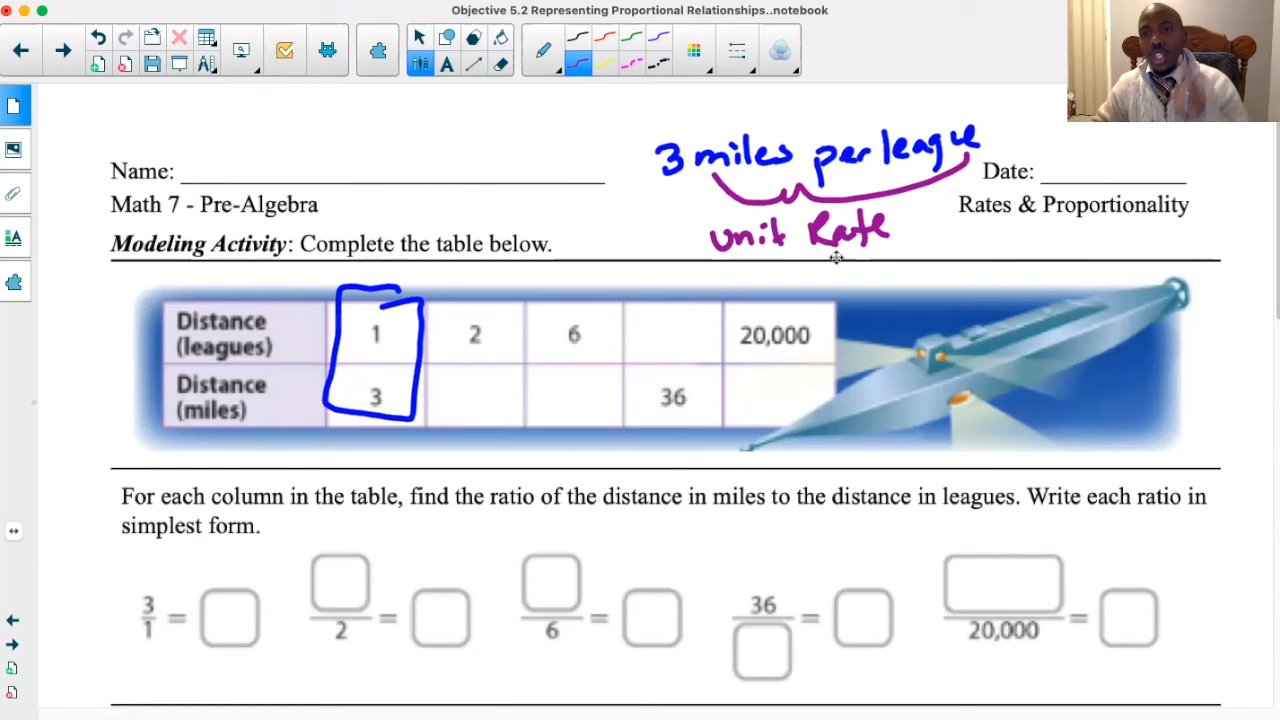 Objective 5.2 Representing Proportional Relationships..notebook
3 miles per league
Name: Date:
unit Rate
Math 7 - Pre-Algebra Rates & Proportionality
Modeling Activity: Complete the table below.
Distance (leagues) 1 2 6 20,000
Distance (miles) 3 36
For each column in the table, find the ratio of the distance in miles to the distance in leagues. Write each ratio in
simplest form.
3/1 = /2 = /6 = 36/ = /20,000 =